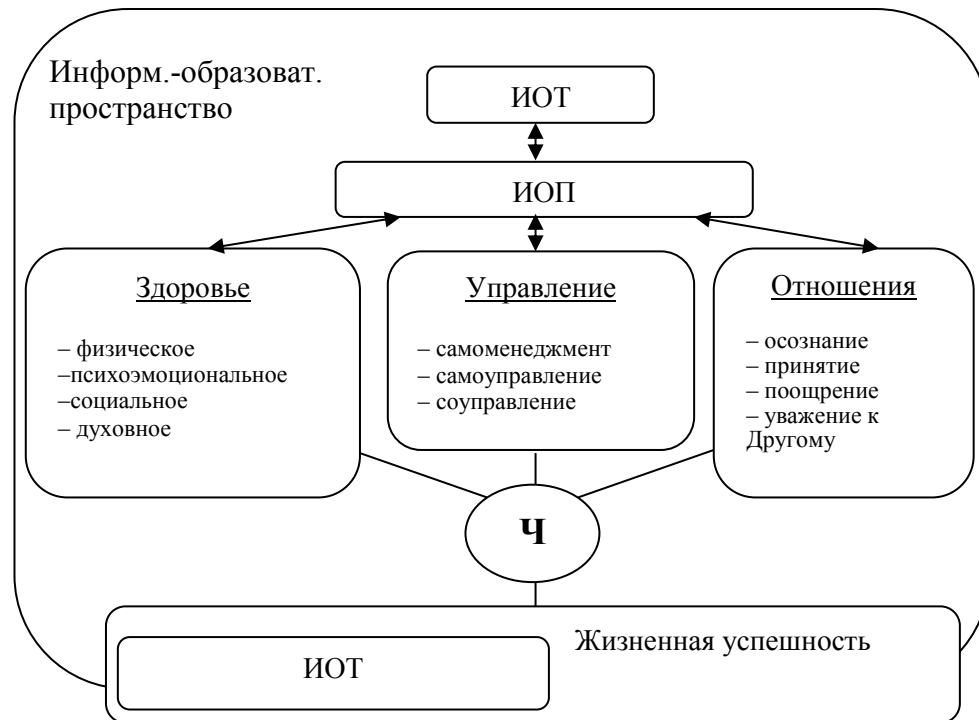 Информ.-образоват.
пространство
ИОТ
ИОП
Здоровье
– физическое
–психоэмоциональное
–социальное
– духовное
Управление
– самоменеджмент
– самоуправление
– соуправление
Отношения
– осознание
– принятие
– поощрение
– уважение к
Другому
Ч
Жизненная успешность
ИОТ